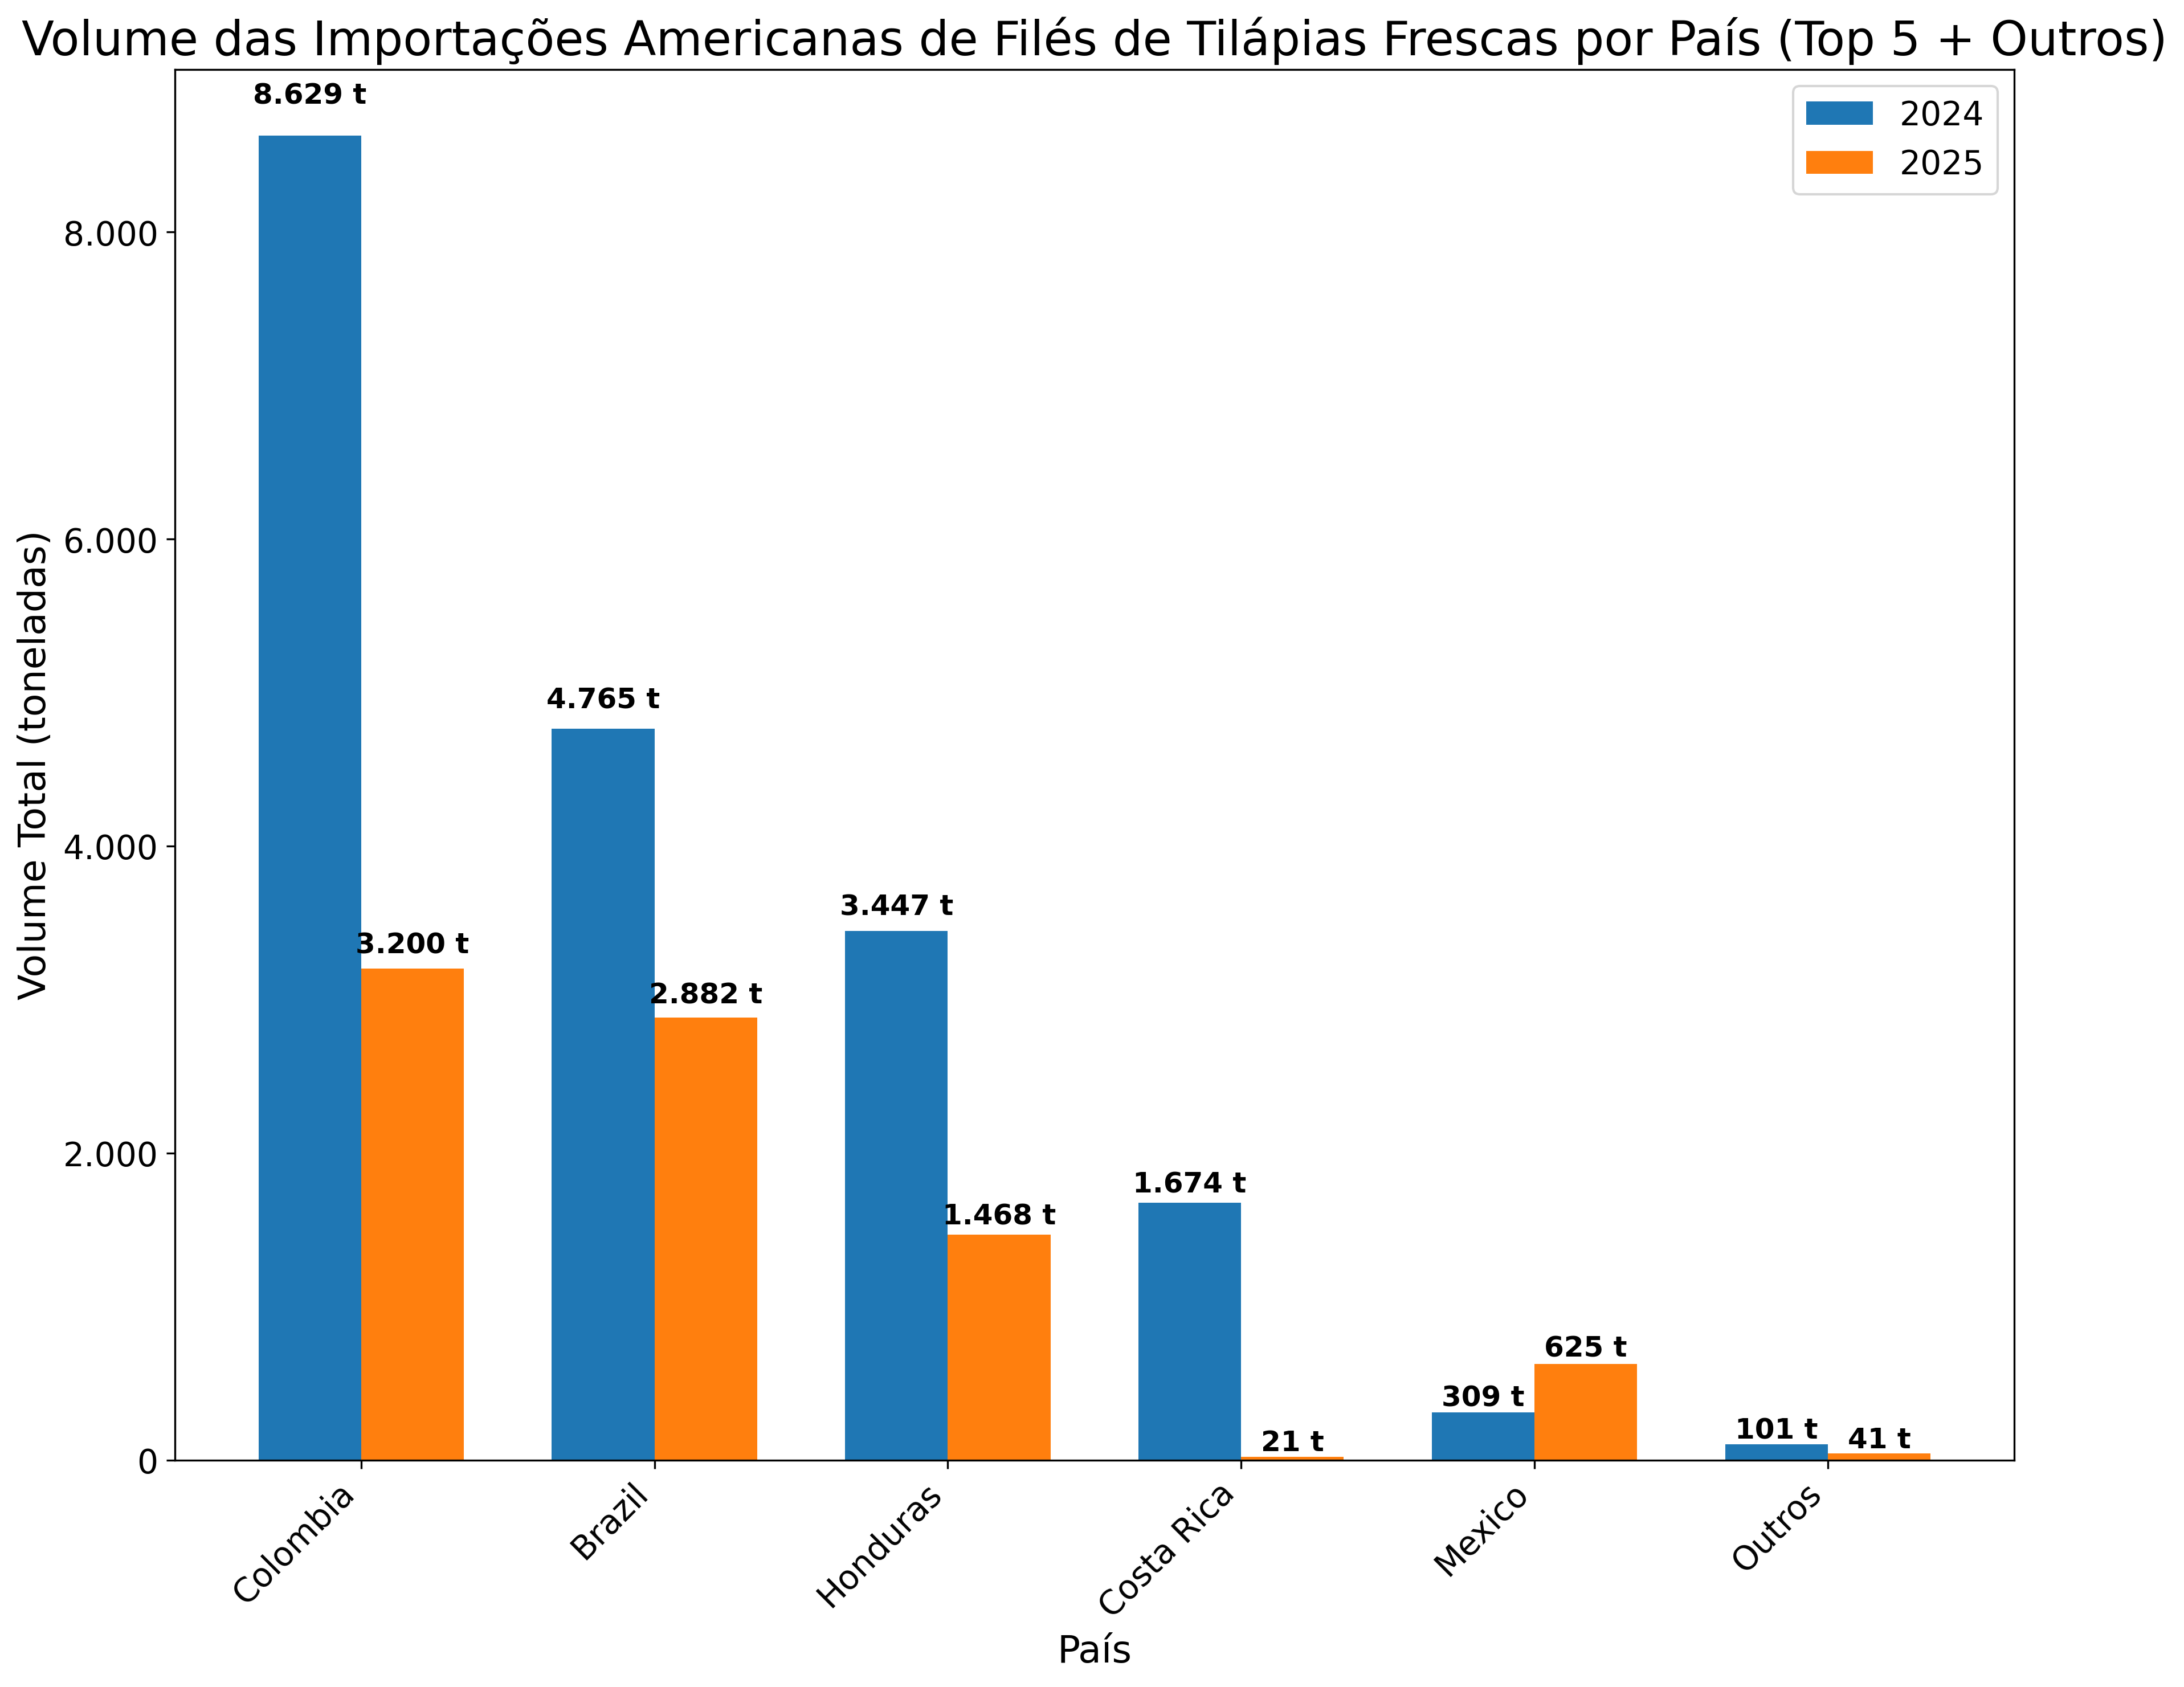 Volume das Importações Americanas de Filés de Tilápias Frescas por País (Top 5 + Outros)
2024
2025
Volume Total (toneladas)
8.000
6.000
4.000
2.000
0
8.629 t
3.200 t
4.765 t
2.882 t
3.447 t
1.468 t
1.674 t
21 t
309 t
625 t
101 t
41 t
Colombia
Brazil
Honduras
Costa Rica
Mexico
Outros
País